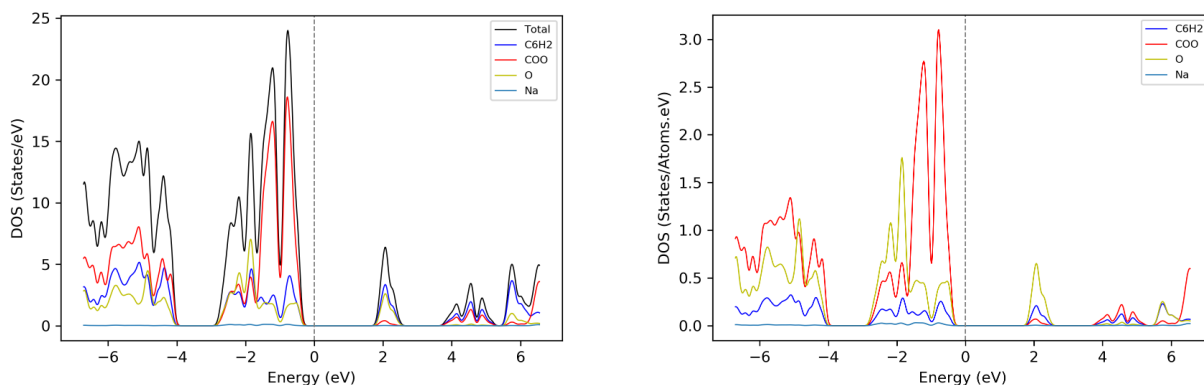 25
20
15
10
5
0
DOS (States/eV)
Total
C6H2
COO
O
Na
−6 −4 −2 0 2 4 6
Energy (eV)
3.0
2.5
2.0
1.5
1.0
0.5
0.0
DOS (States/Atoms.eV)
C6H2
COO
O
Na
−6 −4 −2 0 2 4 6
Energy (eV)